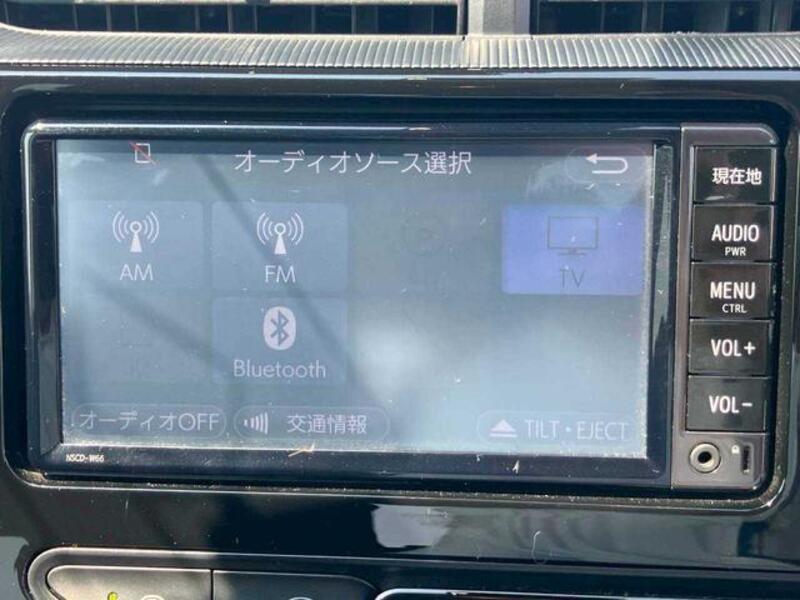 オーディオソース選択
AM
FM
TV
Bluetooth
オーディオOFF
交通情報
TILT・EJECT
NSCD-W66
現在地
AUDIO
PWR
MENU
CTRL
VOL+
VOL-